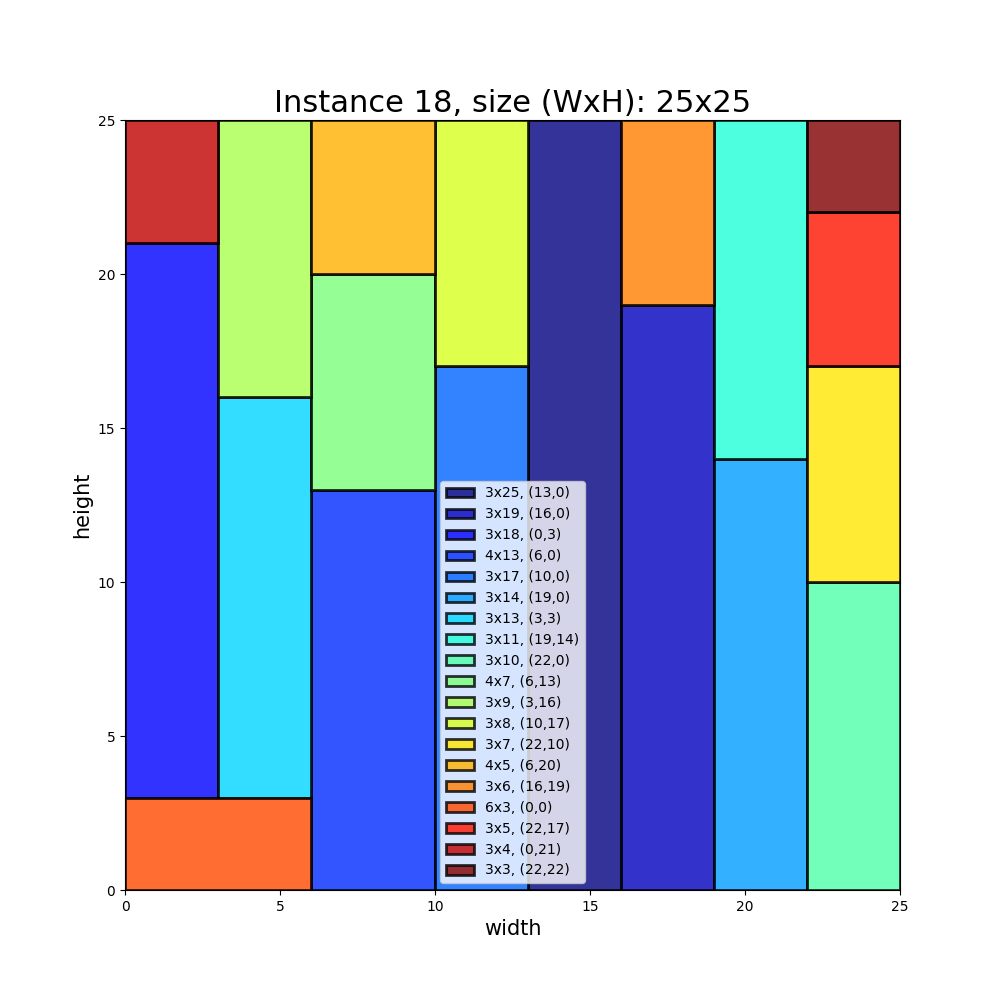 Instance 18, size (WxH): 25x25
25
20
15
10
5
0
height
3x25, (13,0)
3x19, (16,0)
3x18, (0,3)
4x13, (6,0)
3x17, (10,0)
3x14, (19,0)
3x13, (3,3)
3x11, (19,14)
3x10, (22,0)
4x7, (6,13)
3x9, (3,16)
3x8, (10,17)
3x7, (22,10)
4x5, (6,20)
3x6, (16,19)
6x3, (0,0)
3x5, (22,17)
3x4, (0,21)
3x3, (22,22)
0 5 10 15 20 25
width